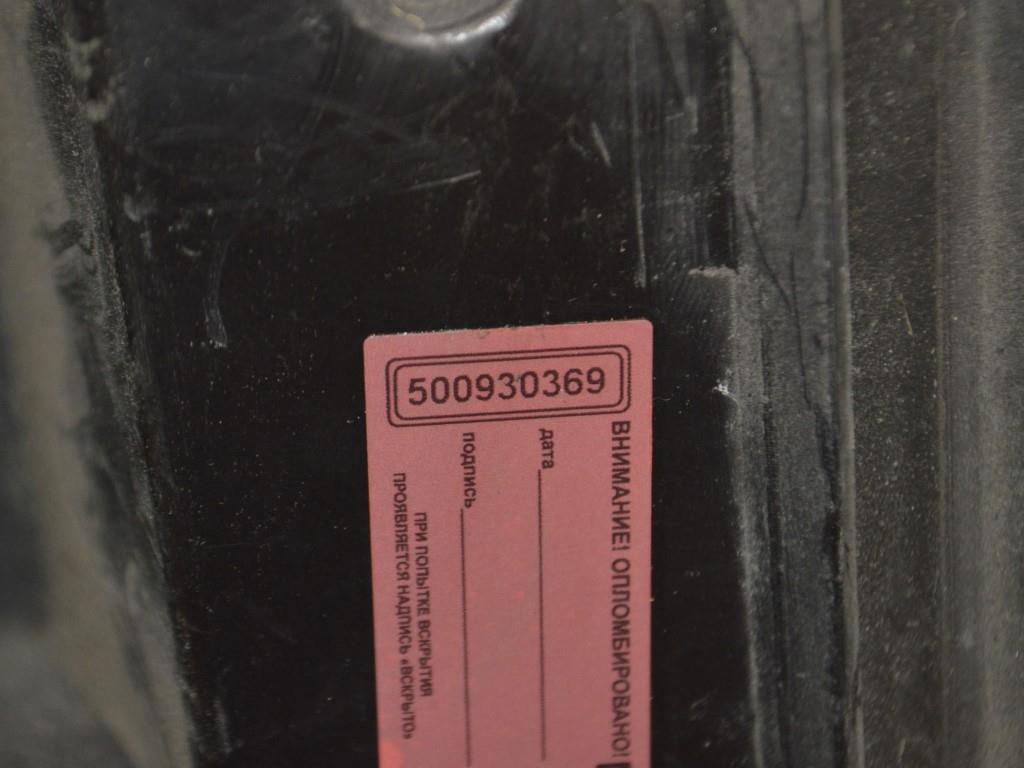 500930369
ВНИМАНИЕ! ОПЛОМБИРОВАНО!
дата
подпись
ПРИ ПОПЫТКЕ ВСКРЫТИЯ
ПРОЯВЛЯЕТСЯ НАДПИСЬ «ВСКРЫТО»